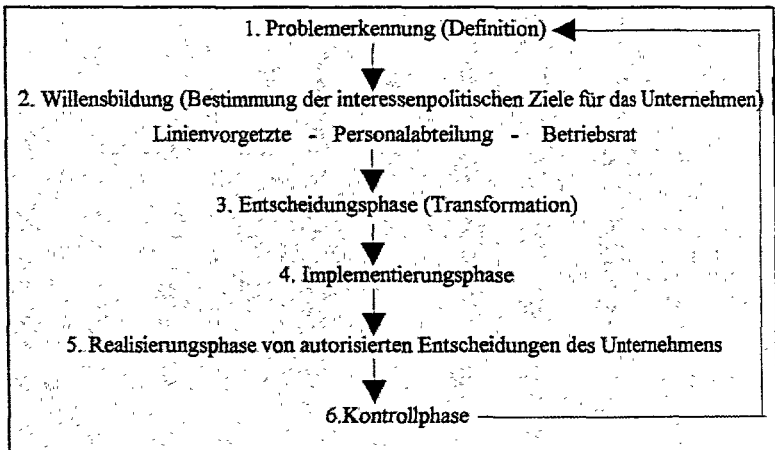 1. Problemerkennung (Definition)
2. Willensbildung (Bestimmung der interessenpolitischen Ziele für das Unternehmen)
Linienvorgetzte - Personalabteilung - Betriebsrat
3. Entscheidungsphase (Transformation)
4. Implementierungsphase
5. Realisierungsphase von autorisierten Entscheidungen des Unternehmens
6.Kontrollphase